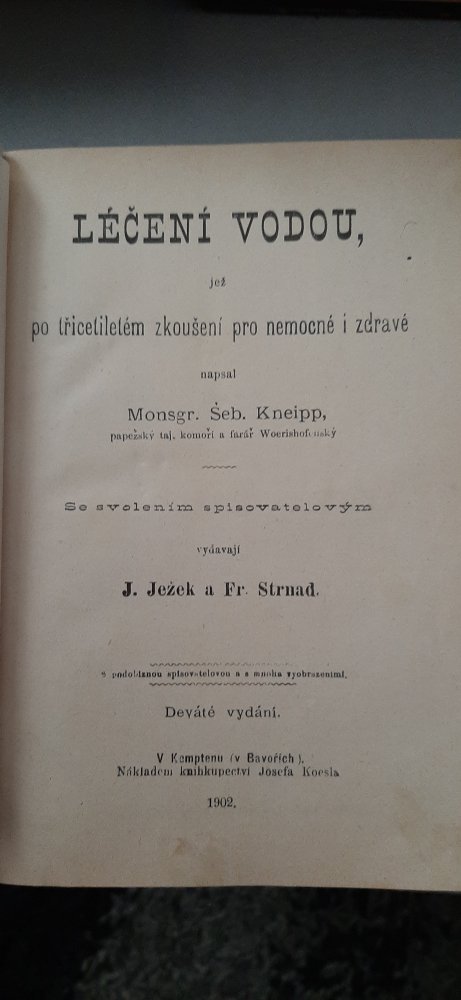 LÉČENÍ VODOU,
jež
po třicetiletém zkoušení pro nemocné i zdravé
napsal
Monsgr. Šeb. Kneipp,
papežský taj. komoří a farář Woerishofenský
Se svolením spisovatelovým
vydavají
J. Ježek a Fr. Strnad.
S podobiznou spisovatelovou a s mnoha vyobrazeními.
Deváté vydání.
V Kemptenu (v Bavořích).
Nákladem knihkupectví Josefa Koesla
1902.